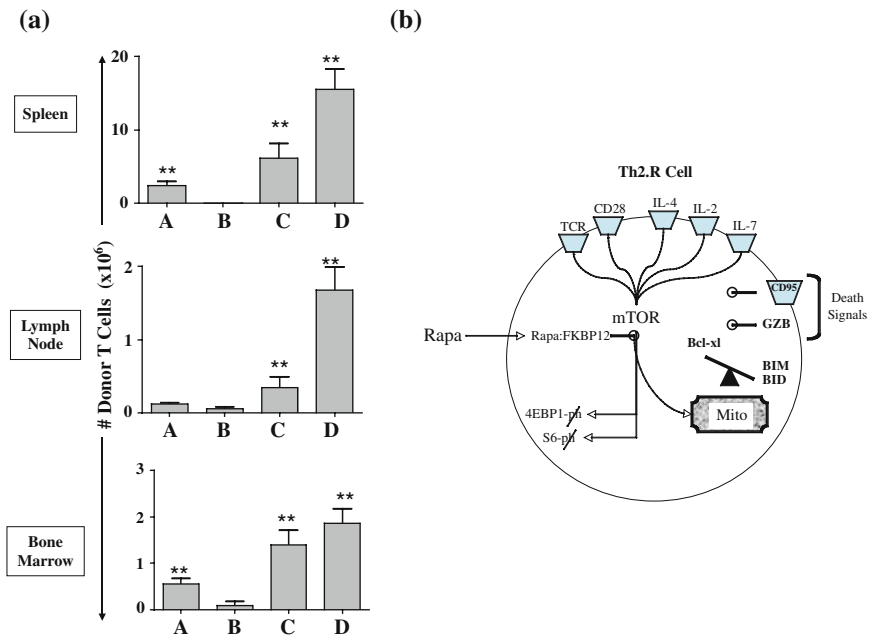 (a)
# Donor T Cells (x10⁶)
Spleen
20
10
0
**
**
**
A B C D
Lymph
Node
2
1
0
**
**
A B C D
Bone
Marrow
3
2
1
0
**
**
**
A B C D
(b)
Th2.R Cell
TCR
CD28
IL-4
IL-2
IL-7
CD95
Death
Signals
GZB
mTOR
Rapa
Rapa:FKBP12
Bcl-xl
BIM
BID
Mito
4EBP1-ph
S6-ph